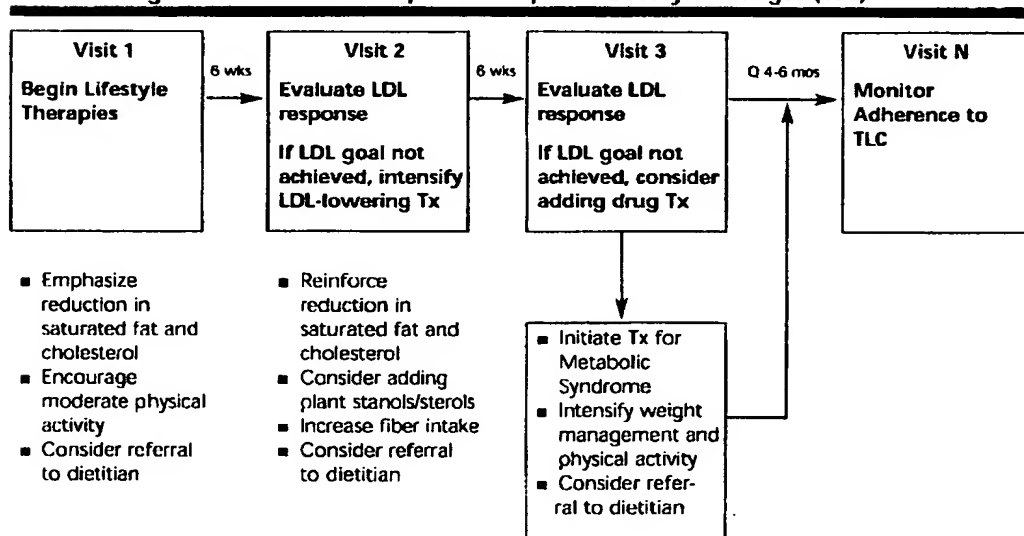 Visit 1
Begin Lifestyle
Therapies
6 wks
Visit 2
Evaluate LDL
response
If LDL goal not
achieved, intensify
LDL-lowering Tx
6 wks
Visit 3
Evaluate LDL
response
If LDL goal not
achieved, consider
adding drug Tx
Q 4-6 mos
Visit N
Monitor
Adherence to
TLC
■ Emphasize
reduction in
saturated fat and
cholesterol
■ Encourage
moderate physical
activity
■ Consider referral
to dietitian
■ Reinforce
reduction in
saturated fat and
cholesterol
■ Consider adding
plant stanols/sterols
■ Increase fiber intake
■ Consider referral
to dietitian
■ Initiate Tx for
Metabolic
Syndrome
■ Intensify weight
management and
physical activity
■ Consider refer-
ral to dietitian